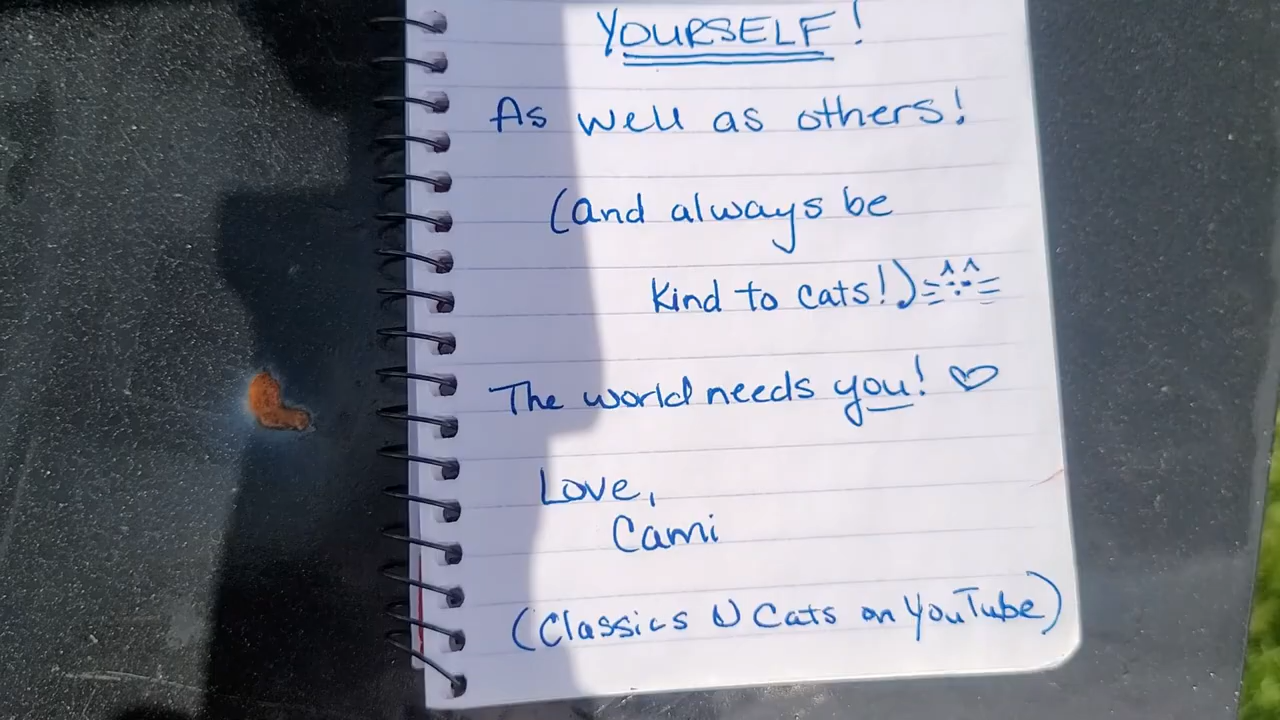 YOURSELF!
As well as others!
(and always be
kind to cats!)
The world needs you! ♡
Love,
Cami
(Classics N Cats on YouTube)